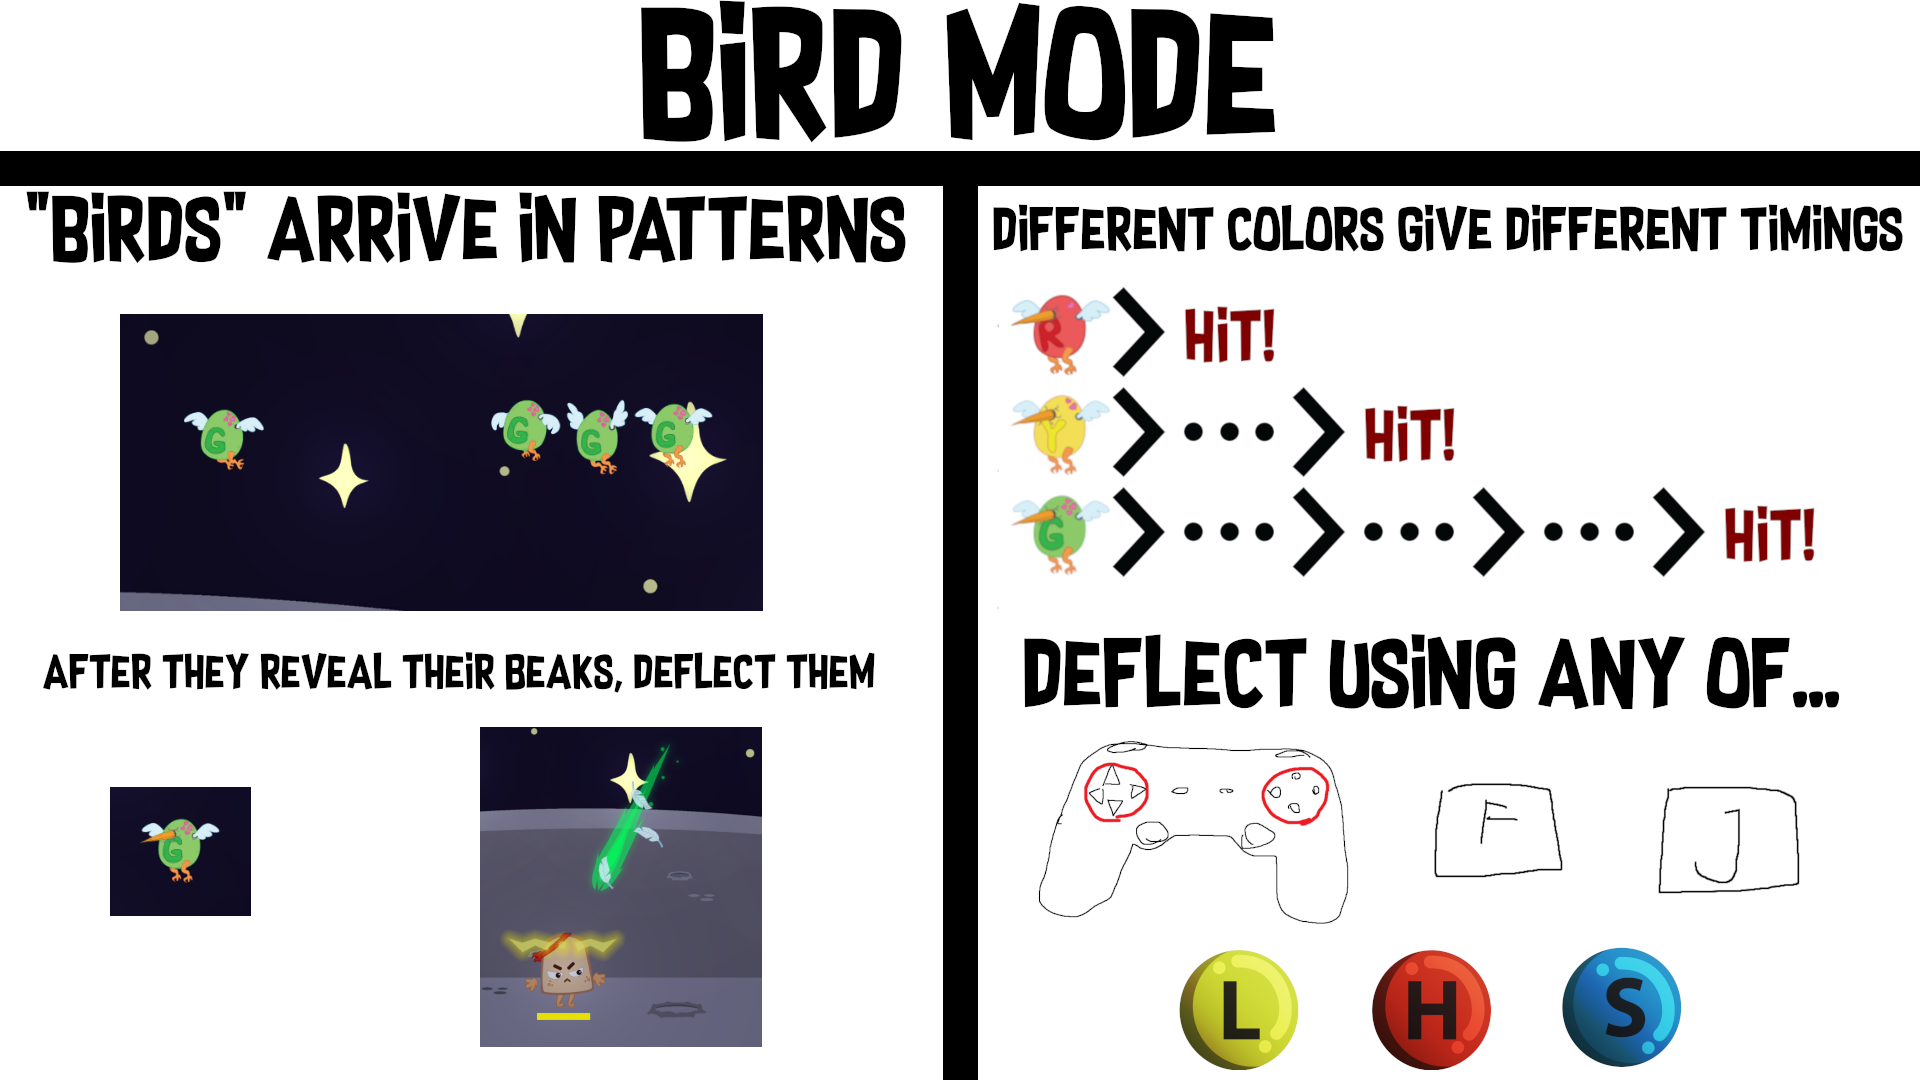 BiRD MODE
"BiRDS" ARRiVE iN PATTERNS
G G G G
AFTER THEY REVEAL THEiR BEAKS, DEFLECT THEM
G
DiFFERENT COLORS GiVE DiFFERENT TiMiNGS
R HiT!
Y HiT!
G HiT!
DEFLECT USiNG ANY OF...
F J
L H S